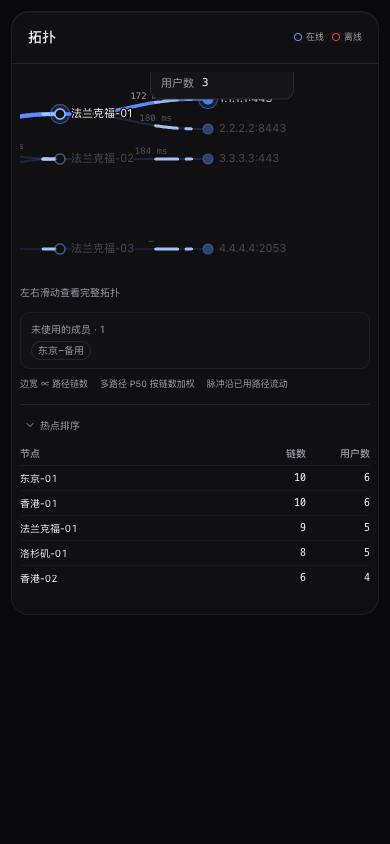 拓扑
在线
离线
用户数 3
172
法兰克福-01
180 ms
2.2.2.2:8443
s
法兰克福-02
184 ms
3.3.3.3:443
法兰克福-03
—
4.4.4.4:2053
左右滑动查看完整拓扑
未使用的成员 · 1
东京-备用
边宽 ∝ 路径链数 多路径 P50 按链数加权 脉冲沿已用路径流动
热点排序
节点 链数 用户数
东京-01 10 6
香港-01 10 6
法兰克福-01 9 5
洛杉矶-01 8 5
香港-02 6 4